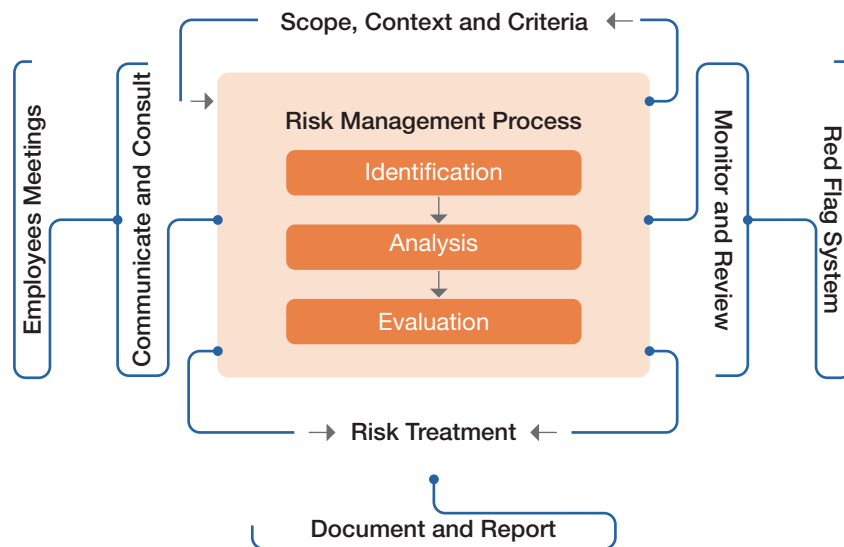 Scope, Context and Criteria
Employees Meetings
Communicate and Consult
Risk Management Process
Identification
Analysis
Evaluation
Monitor and Review
Red Flag System
Risk Treatment
Document and Report